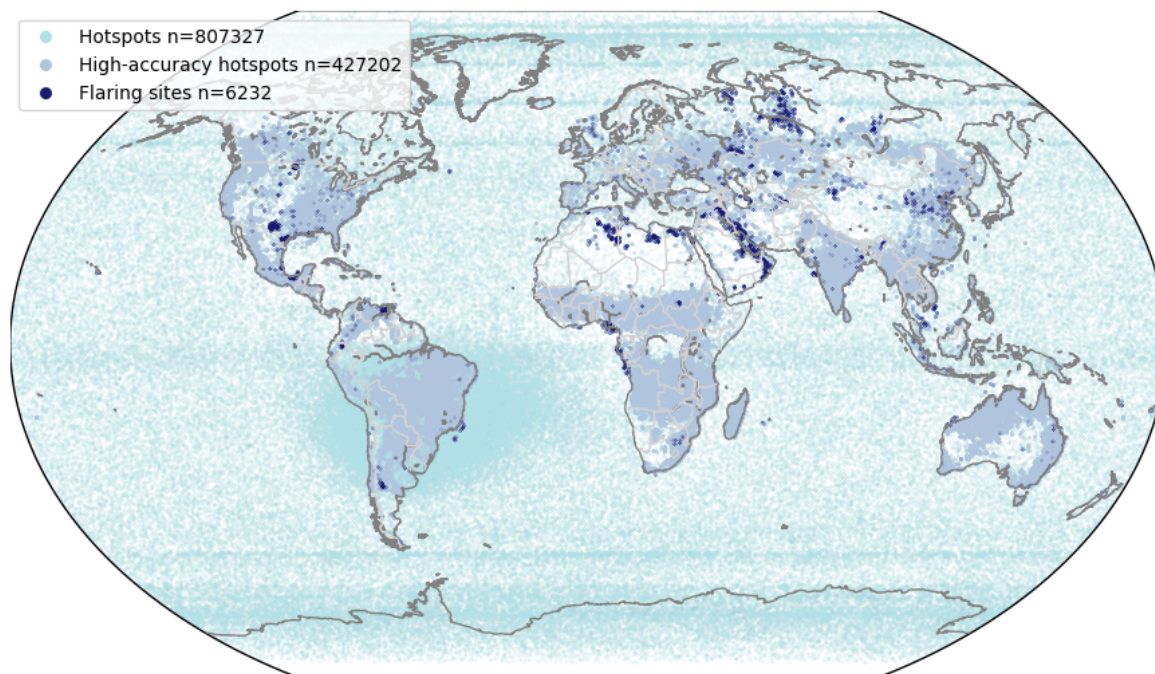 Hotspots n=807327
High-accuracy hotspots n=427202
Flaring sites n=6232